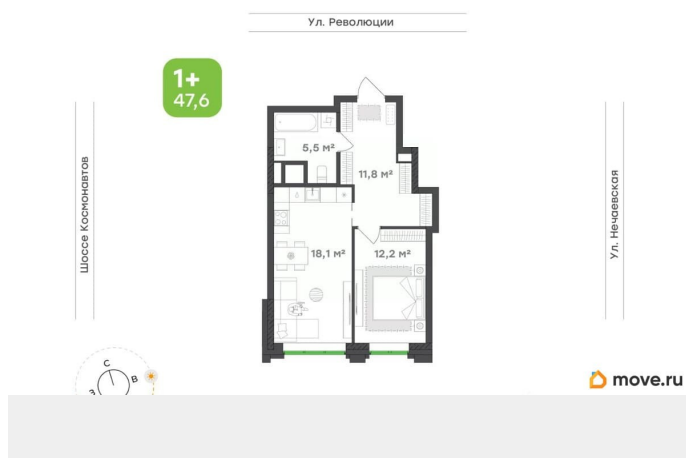 Ул. Революции
1+
47,6
Шоссе Космонавтов
Ул. Нечаевская
5,5 м²
11,8 м²
18,1 м²
12,2 м²
С
В
З
move.ru